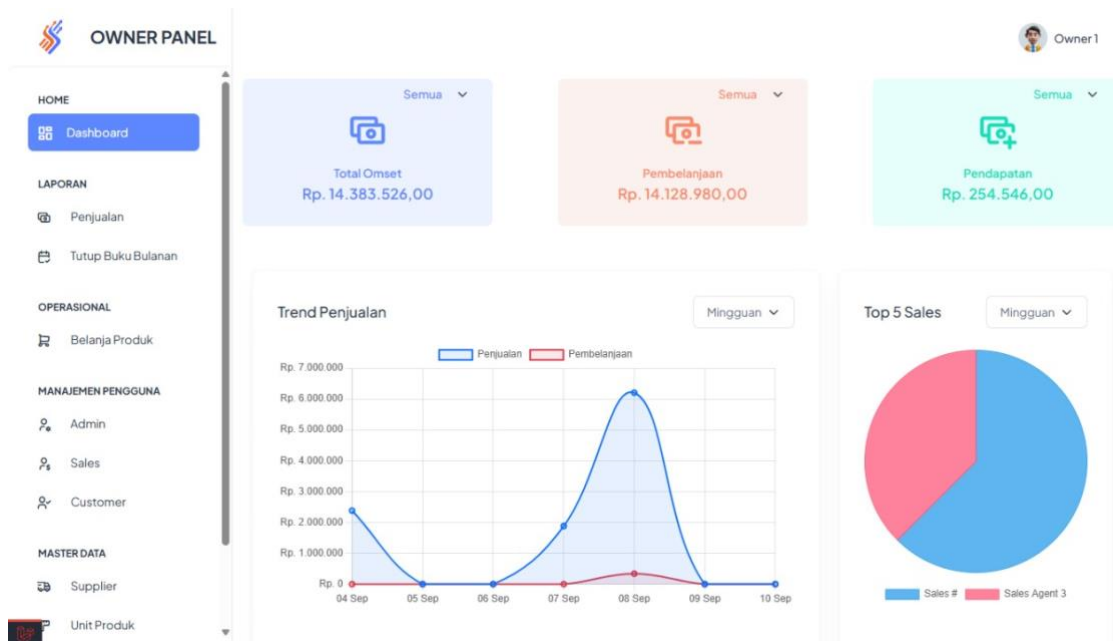 OWNER PANEL
Owner 1
HOME
Dashboard
LAPORAN
Penjualan
Tutup Buku Bulanan
OPERASIONAL
Belanja Produk
MANAJEMEN PENGGUNA
Admin
Sales
Customer
MASTER DATA
Supplier
Unit Produk
Semua
Total Omset
Rp. 14.383.526,00
Semua
Pembelanjaan
Rp. 14.128.980,00
Semua
Pendapatan
Rp. 254.546,00
Trend Penjualan
Mingguan
Penjualan Pembelanjaan
Rp. 7.000.000
Rp. 6.000.000
Rp. 5.000.000
Rp. 4.000.000
Rp. 3.000.000
Rp. 2.000.000
Rp. 1.000.000
Rp. 0
04 Sep 05 Sep 06 Sep 07 Sep 08 Sep 09 Sep 10 Sep
Top 5 Sales
Mingguan
Sales # Sales Agent 3